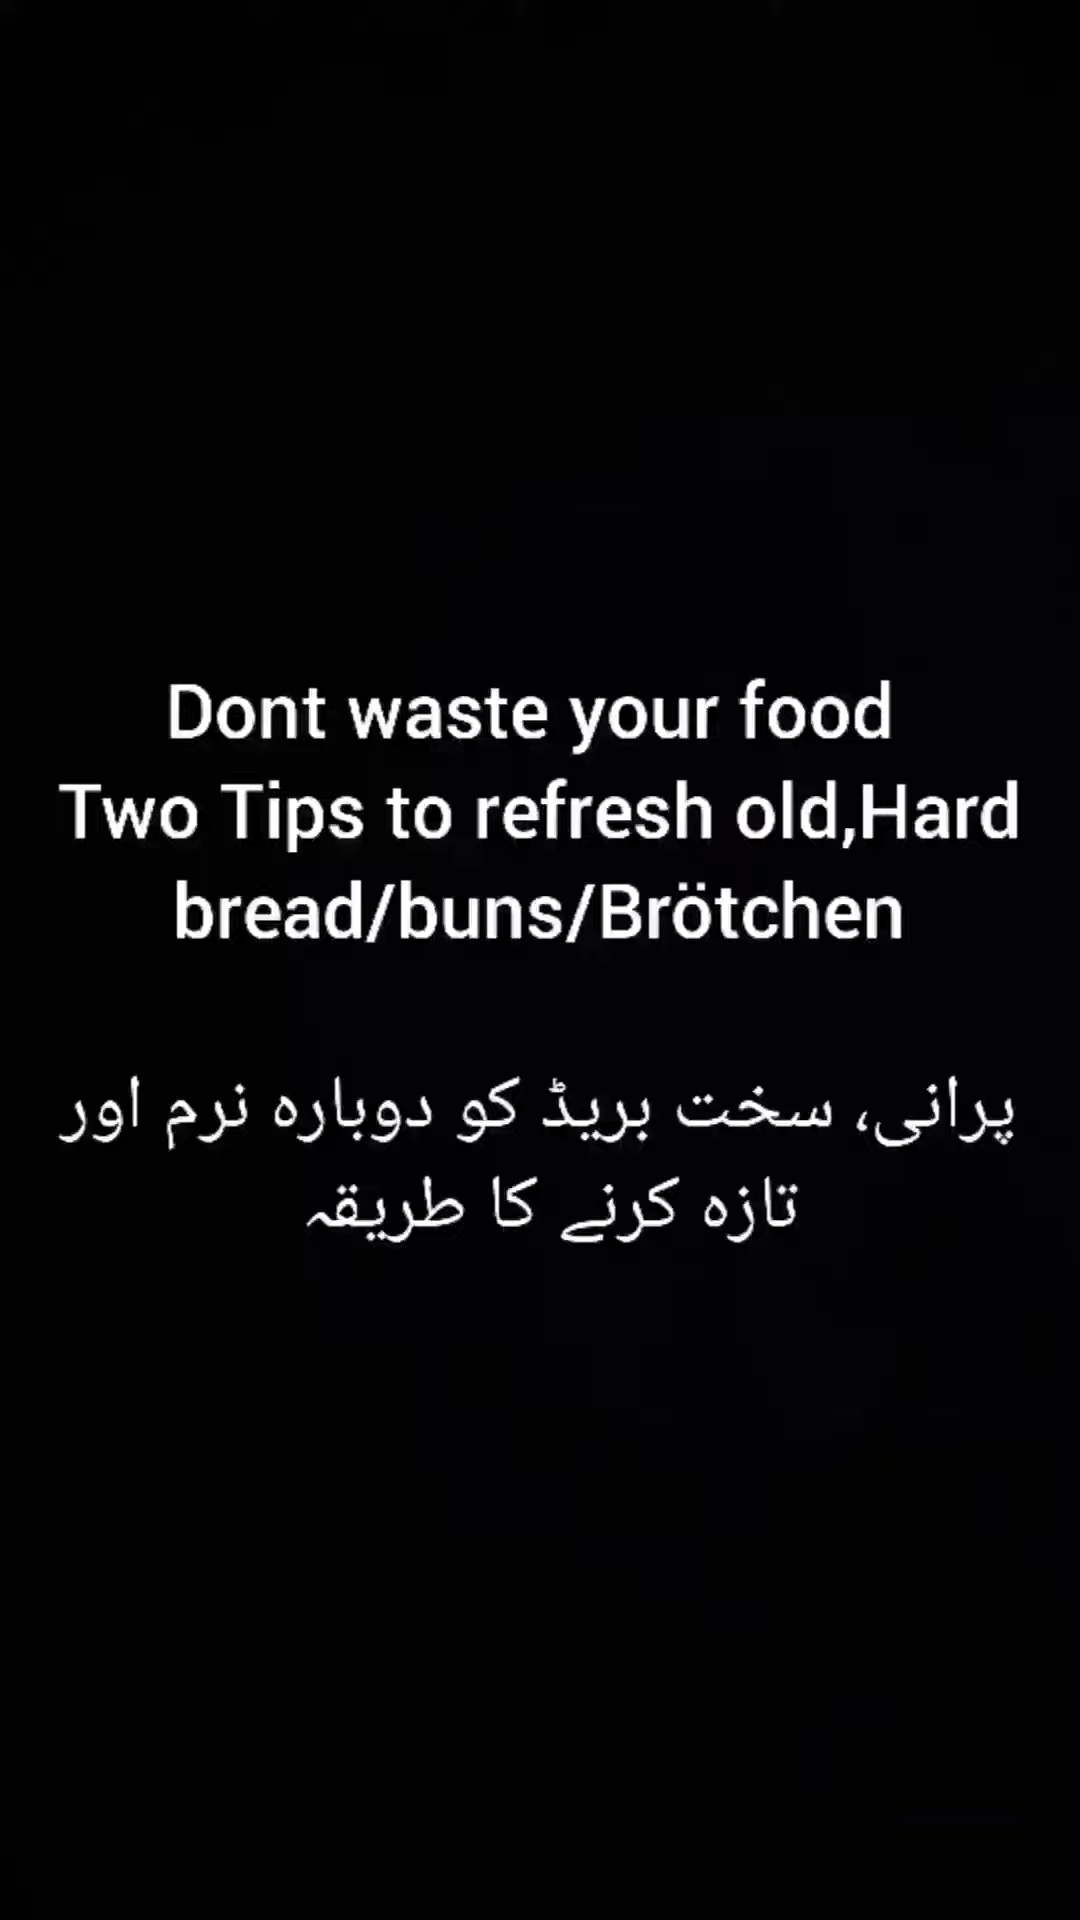 Dont waste your food
Two Tips to refresh old,Hard
bread/buns/Brötchen
پرانی، سخت بریڈ کو دوبارہ نرم اور
تازہ کرنے کا طریقہ